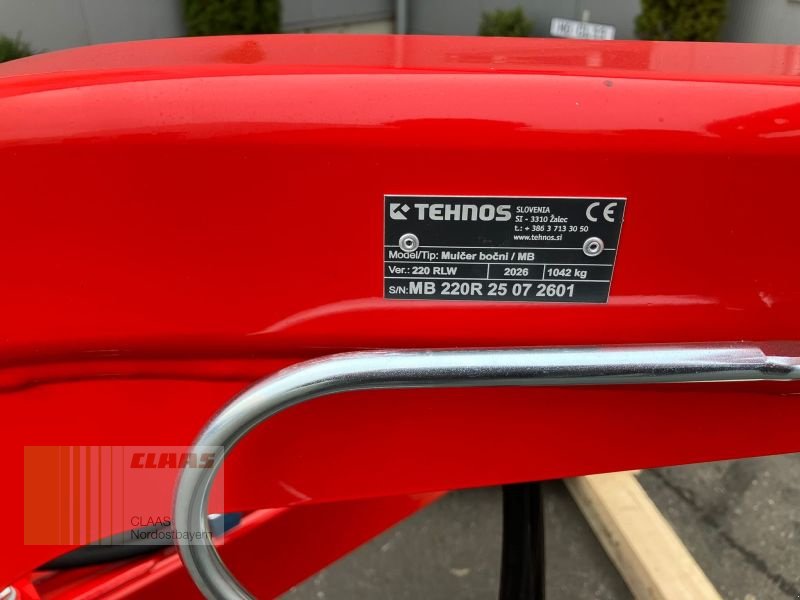 TEHNOS SLOVENIA
SI - 3310 Žalec
t.: + 386 3 713 30 50
www.tehnos.si
CE
Model/Tip: Mulčer bočni / MB
Ver.: 220 RLW 2026 1042 kg
S/N: MB 220R 25 07 2601
CLAAS
CLAAS
Nordostbayern